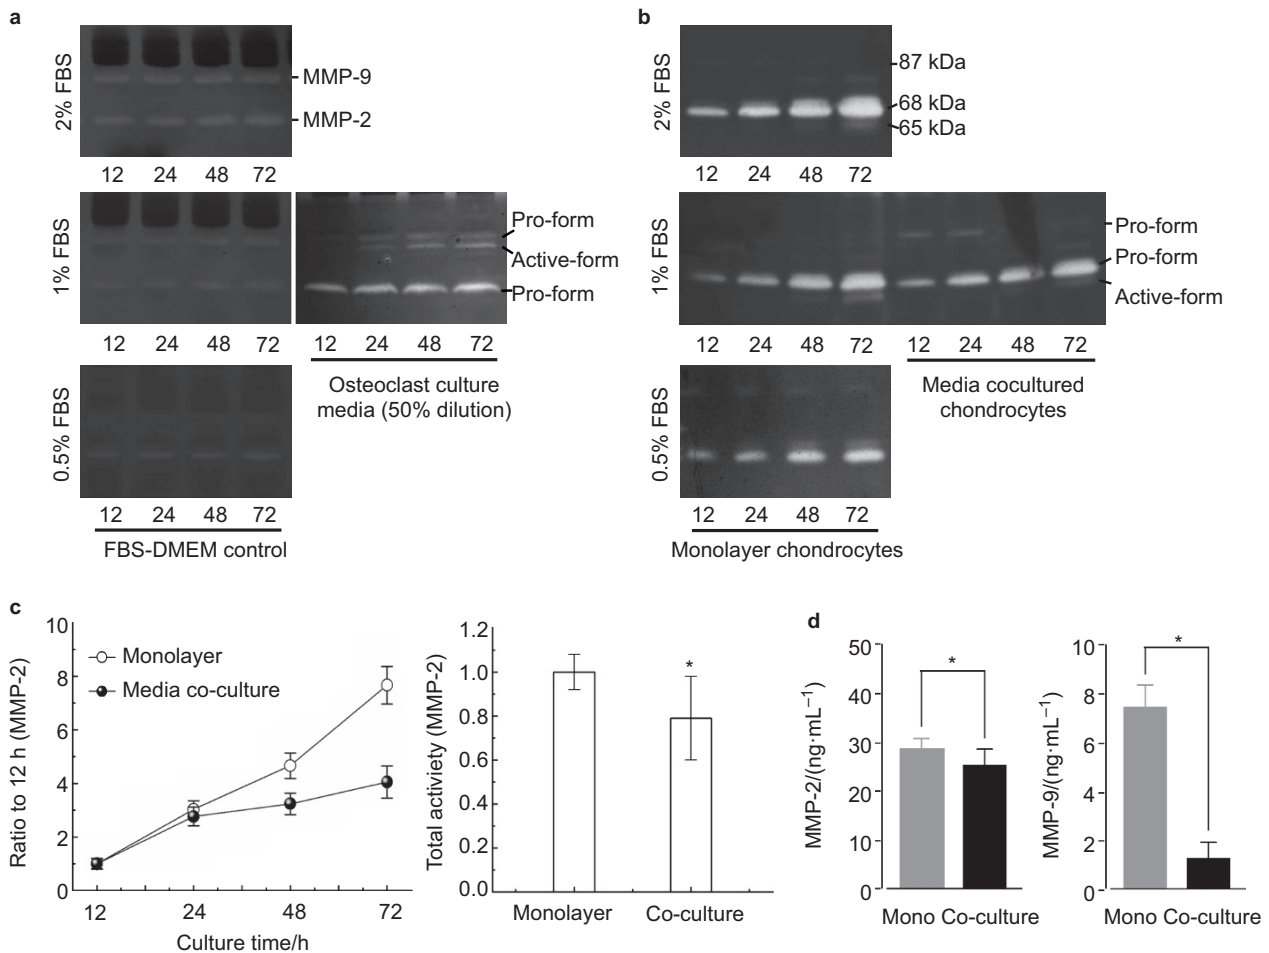 a
2% FBS
MMP-9
MMP-2
12 24 48 72
1% FBS
Pro-form
Active-form
Pro-form
12 24 48 72
12 24 48 72
Osteoclast culture
media (50% dilution)
0.5% FBS
12 24 48 72
FBS-DMEM control
b
2% FBS
87 kDa
68 kDa
65 kDa
12 24 48 72
1% FBS
Pro-form
Pro-form
Active-form
12 24 48 72
12 24 48 72
Media cocultured
chondrocytes
0.5% FBS
12 24 48 72
Monolayer chondrocytes
c
Ratio to 12 h (MMP-2)
10
8
6
4
2
0
Monolayer
Media co-culture
12 24 48 72
Culture time/h
Total activiety (MMP-2)
1.2
1.0
0.8
0.6
0.4
0.2
0.0
*
Monolayer Co-culture
d
MMP-2/(ng·mL−1)
50
40
30
20
10
0
*
Mono Co-culture
MMP-9/(ng·mL−1)
10
8
6
4
2
0
*
Mono Co-culture